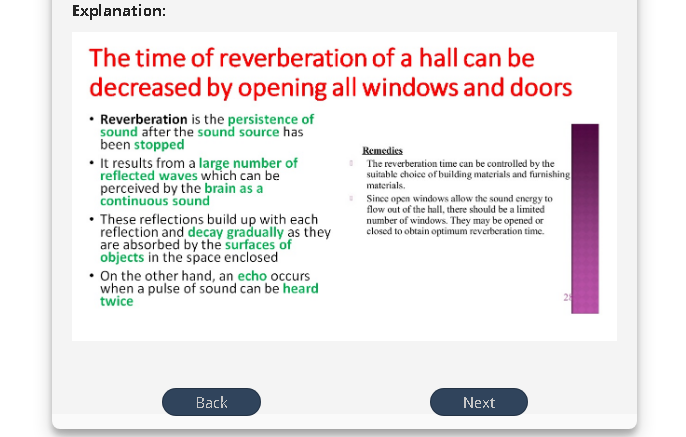 Explanation:
The time of reverberation of a hall can be
decreased by opening all windows and doors
• Reverberation is the persistence of
sound after the sound source has
been stopped
• It results from a large number of
reflected waves which can be
perceived by the brain as a
continuous sound
• These reflections build up with each
reflection and decay gradually as they
are absorbed by the surfaces of
objects in the space enclosed
• On the other hand, an echo occurs
when a pulse of sound can be heard
twice
Remedies
The reverberation time can be controlled by the
suitable choice of building materials and furnishing
materials.
Since open windows allow the sound energy to
flow out of the hall, there should be a limited
number of windows. They may be opened or
closed to obtain optimum reverberation time.
Back
Next